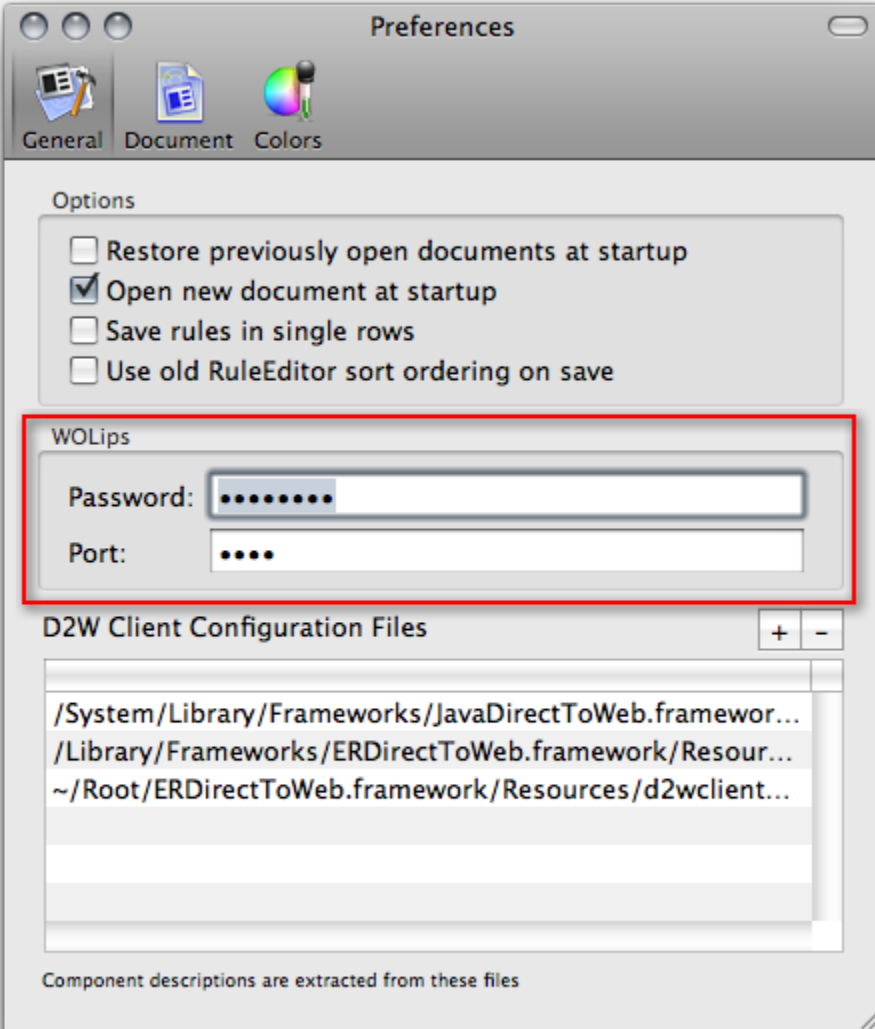 Preferences
General Document Colors
Options
Restore previously open documents at startup
Open new document at startup
Save rules in single rows
Use old RuleEditor sort ordering on save
WOLips
Password: ••••••••
Port: ••••
D2W Client Configuration Files
+ -
/System/Library/Frameworks/JavaDirectToWeb.framewor...
/Library/Frameworks/ERDirectToWeb.framework/Resour...
~/Root/ERDirectToWeb.framework/Resources/d2wclient...
Component descriptions are extracted from these files